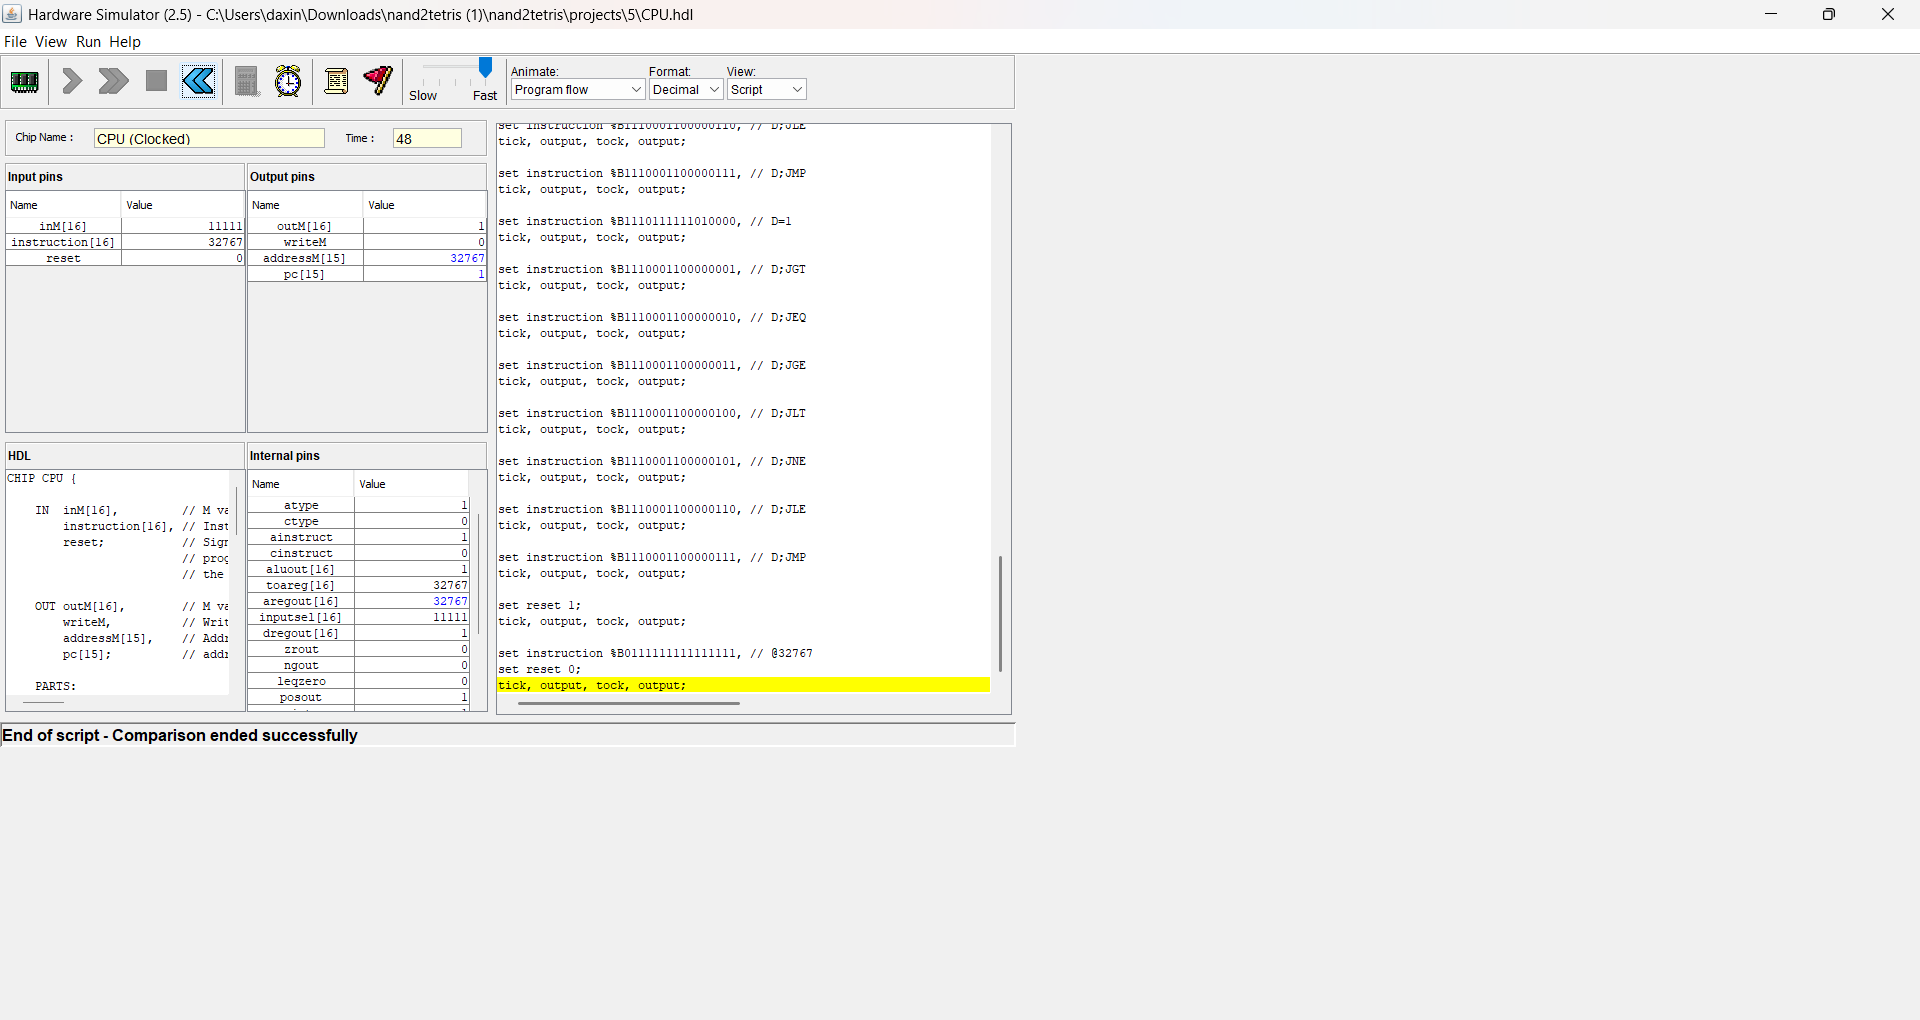 Hardware Simulator (2.5) - C:\Users\daxin\Downloads\nand2tetris (1)\nand2tetris\projects\5\CPU.hdl
File View Run Help
Slow Fast
Animate: Format: View:
Program flow Decimal Script
Chip Name : CPU (Clocked) Time : 48
Input pins
Name Value
inM[16] 11111
instruction[16] 32767
reset 0
Output pins
Name Value
outM[16] 1
writeM 0
addressM[15] 32767
pc[15] 1
HDL
CHIP CPU {
IN inM[16], // M va
instruction[16], // Inst
reset; // Sign
// prog
// the
OUT outM[16], // M va
writeM, // Writ
addressM[15], // Addr
pc[15]; // addr
PARTS:
Internal pins
Name Value
atype 1
ctype 0
ainstruct 1
cinstruct 0
aluout[16] 1
toareg[16] 32767
aregout[16] 32767
inputsel[16] 11111
dregout[16] 1
zrout 0
ngout 0
leqzero 0
posout 1
set instruction %B1110001100000110, // D;JLE
tick, output, tock, output;
set instruction %B1110001100000111, // D;JMP
tick, output, tock, output;
set instruction %B1110111111010000, // D=1
tick, output, tock, output;
set instruction %B1110001100000001, // D;JGT
tick, output, tock, output;
set instruction %B1110001100000010, // D;JEQ
tick, output, tock, output;
set instruction %B1110001100000011, // D;JGE
tick, output, tock, output;
set instruction %B1110001100000100, // D;JLT
tick, output, tock, output;
set instruction %B1110001100000101, // D;JNE
tick, output, tock, output;
set instruction %B1110001100000110, // D;JLE
tick, output, tock, output;
set instruction %B1110001100000111, // D;JMP
tick, output, tock, output;
set reset 1;
tick, output, tock, output;
set instruction %B0111111111111111, // @32767
set reset 0;
tick, output, tock, output;
End of script - Comparison ended successfully